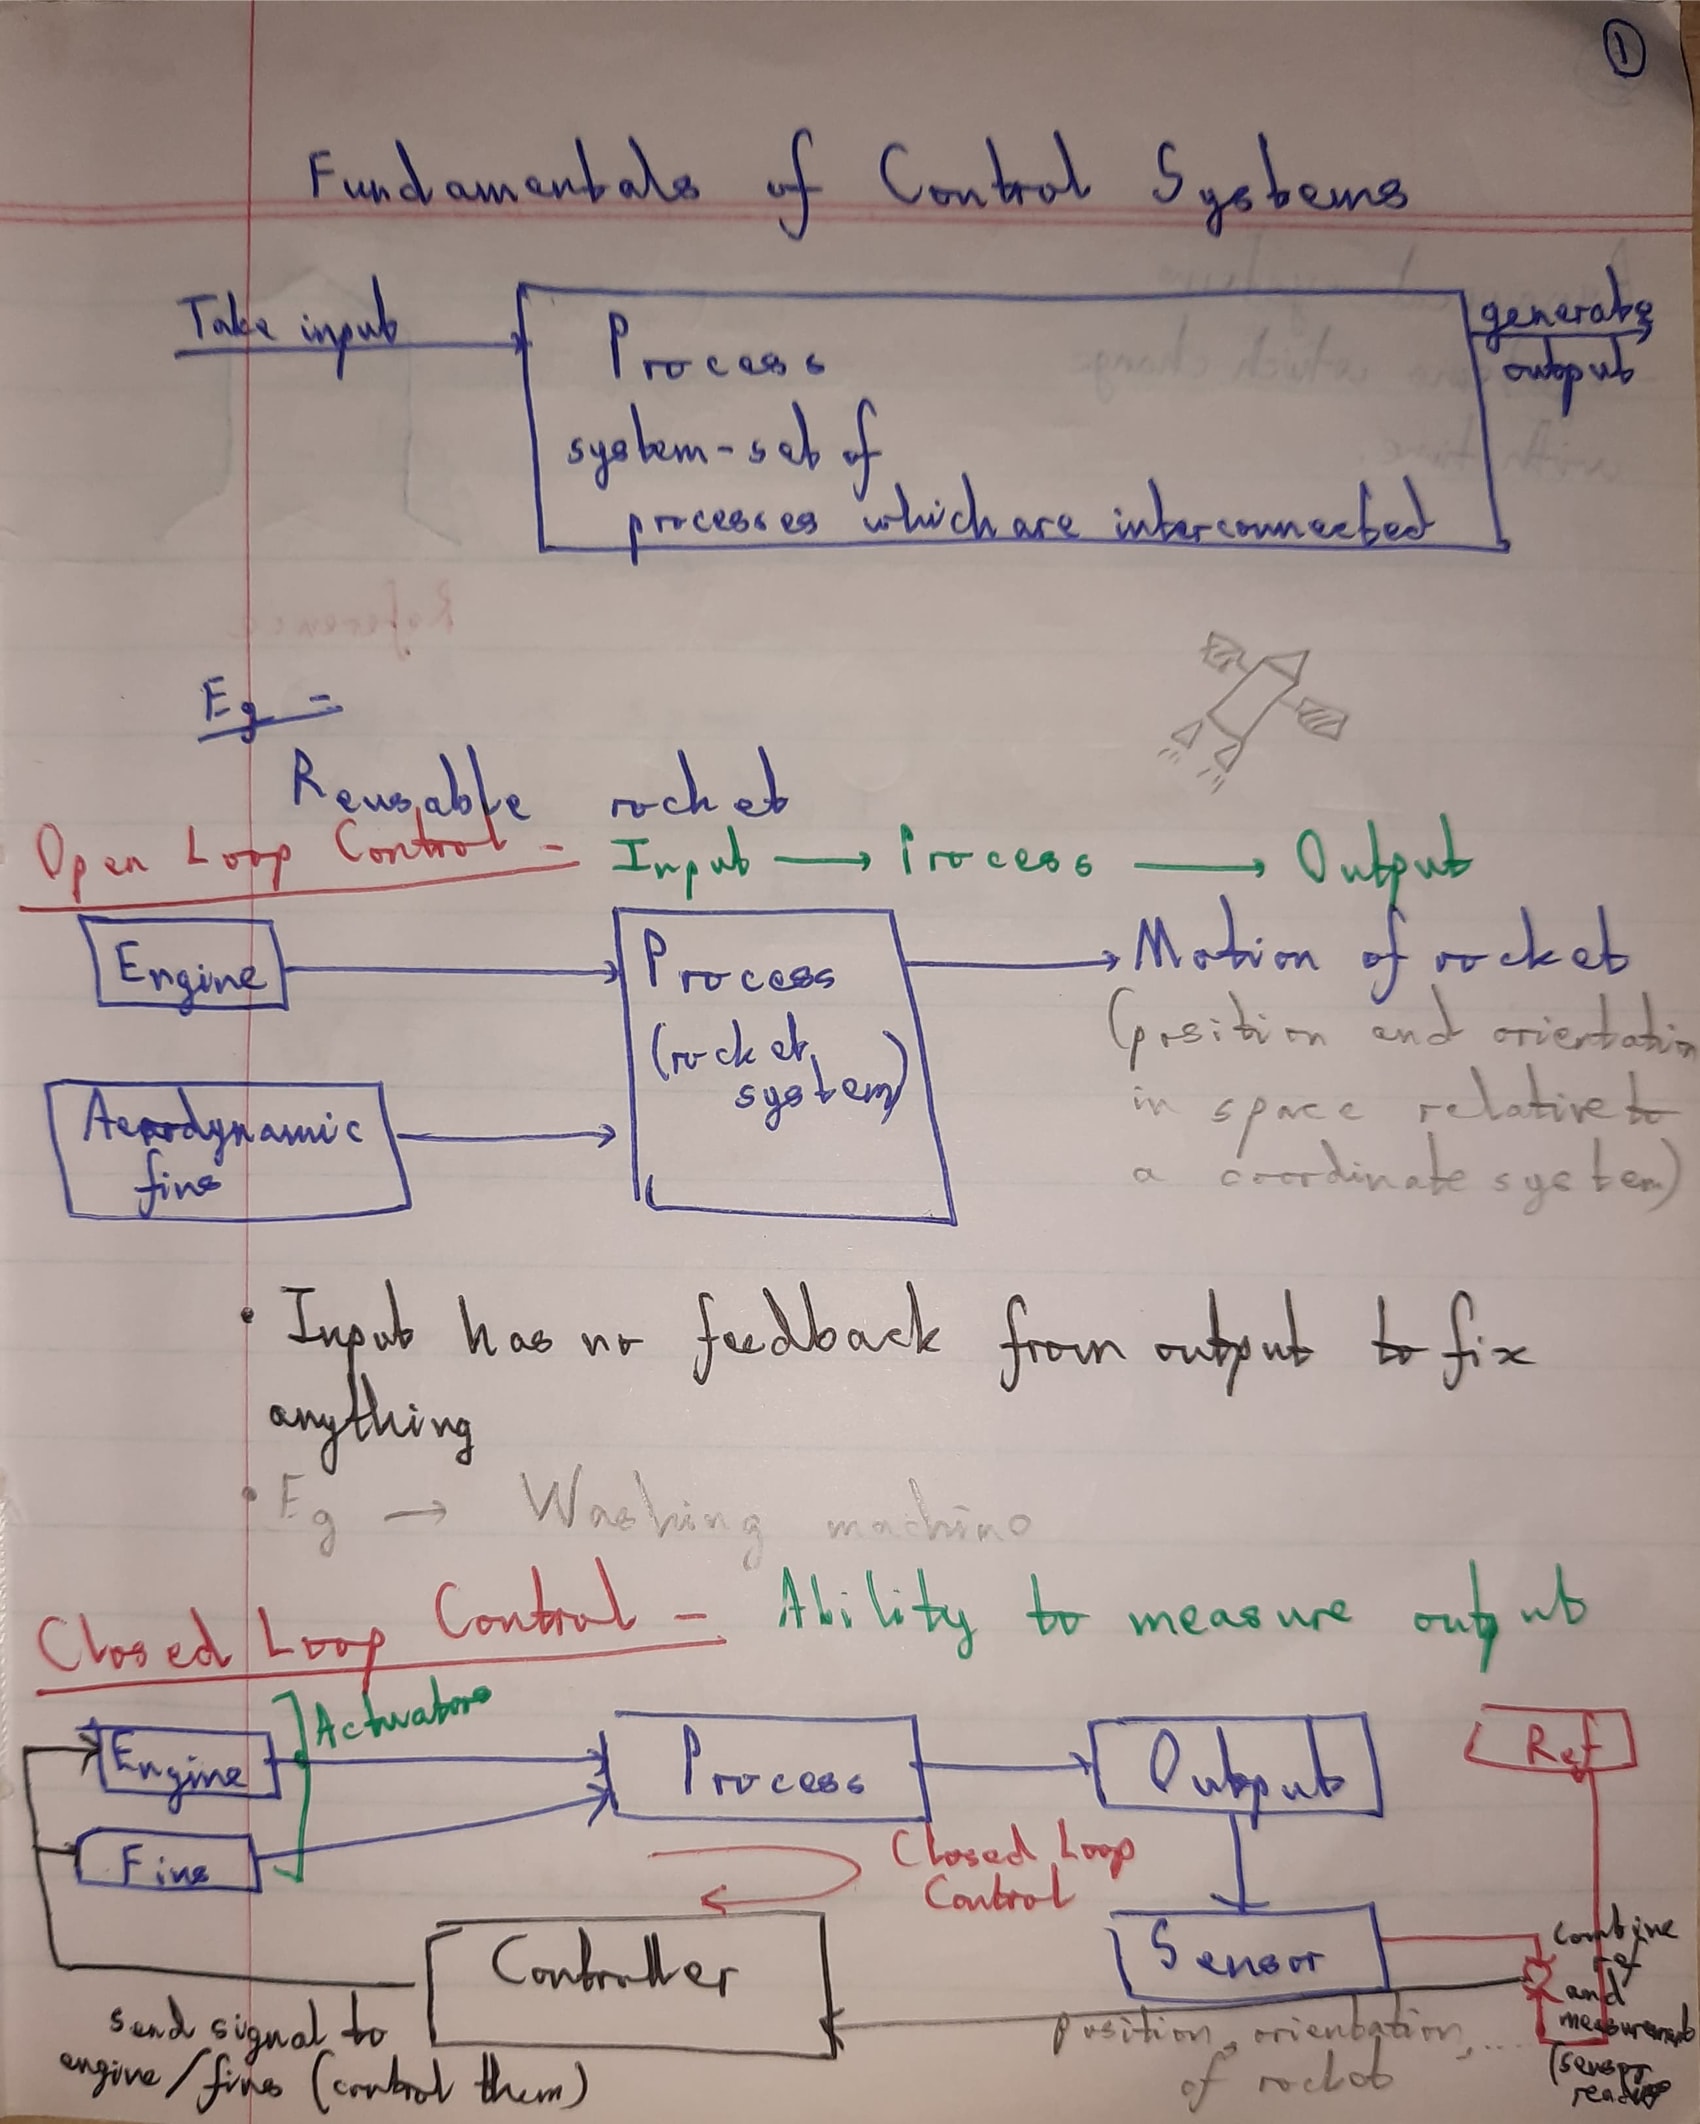 1
Fundamentals of Control Systems
Take input
Process
generate
output
system - set of
processes which are interconnected
Eg =
Reusable rocket
Open Loop Control - Input → Process → Output
Engine
Process
(rocket
system)
Motion of rocket
(position and orientation
in space relative to
a coordinate system)
Aerodynamic
fins
• Input has no feedback from output to fix
anything
• Eg → Washing machine
Closed Loop Control - Ability to measure output
Actuators
Engine
Process
Output
Ref
Fins
Closed Loop
Control
Controller
Sensor
combine
ref
and
measurement
(sensor
send signal to
engine/fins (control them)
position, orientation, ....
of rocket